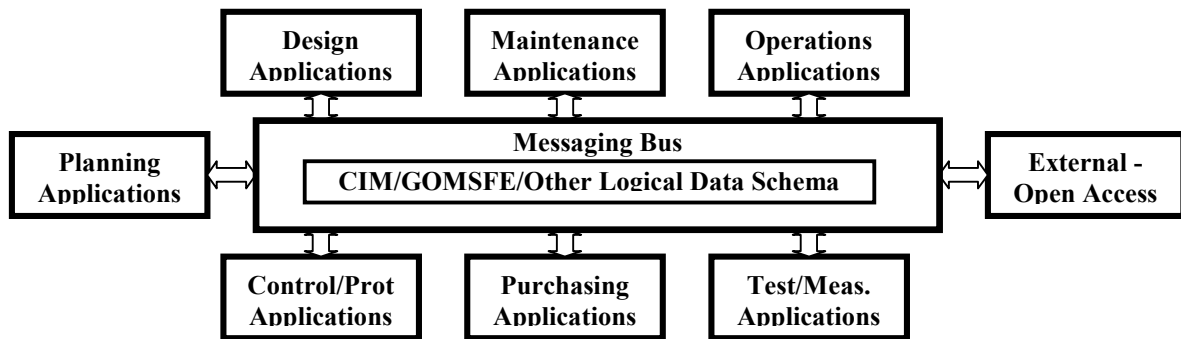 Design
Applications
Maintenance
Applications
Operations
Applications
Messaging Bus
CIM/GOMSFE/Other Logical Data Schema
Planning
Applications
External -
Open Access
Control/Prot
Applications
Purchasing
Applications
Test/Meas.
Applications